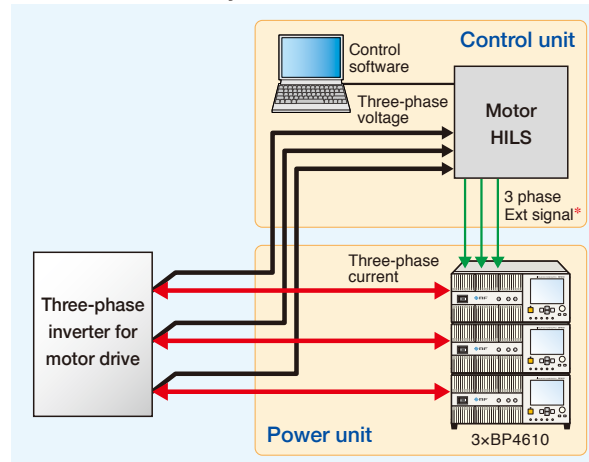 Control unit
Control
software
Three-phase
voltage
Motor
HILS
3 phase
Ext signal*
Three-phase
current
Three-phase
inverter for
motor drive
Power unit
3×BP4610